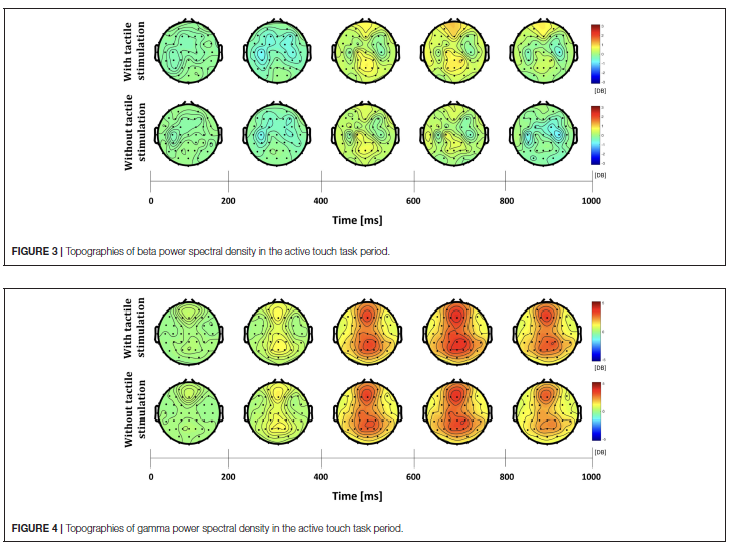 With tactile
stimulation
[DB]
Without tactile
stimulation
[DB]
0 200 400 600 800 1000
Time [ms]
FIGURE 3 | Topographies of beta power spectral density in the active touch task period.
With tactile
stimulation
[DB]
Without tactile
stimulation
[DB]
0 200 400 600 800 1000
Time [ms]
FIGURE 4 | Topographies of gamma power spectral density in the active touch task period.